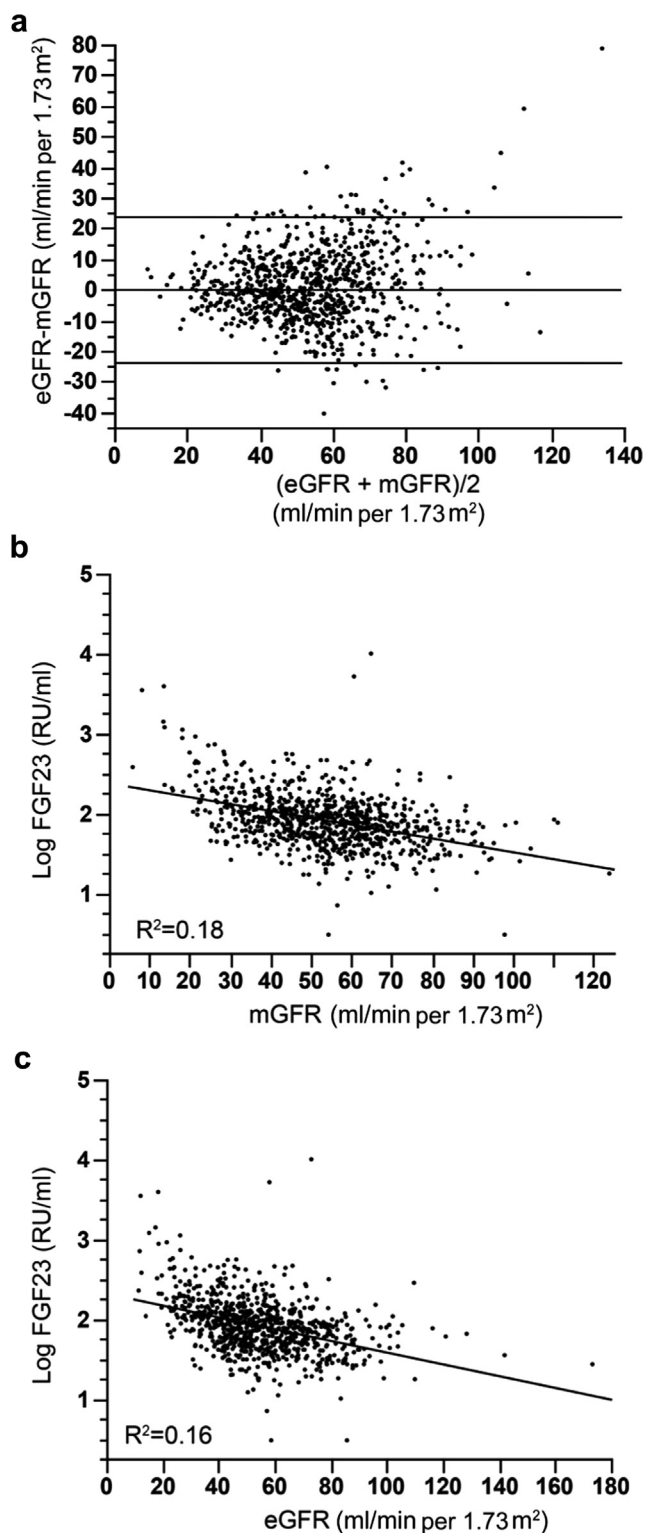 a
80
70
60
50
40
30
20
10
0
-10
-20
-30
-40
eGFR-mGFR (ml/min per 1.73 m²)
0 20 40 60 80 100 120 140
(eGFR + mGFR)/2
(ml/min per 1.73 m²)
b
5
4
3
2
1
Log FGF23 (RU/ml)
R²=0.18
0 10 20 30 40 50 60 70 80 90 100 120
mGFR (ml/min per 1.73 m²)
c
5
4
3
2
1
Log FGF23 (RU/ml)
R²=0.16
0 20 40 60 80 100 120 140 160 180
eGFR (ml/min per 1.73 m²)